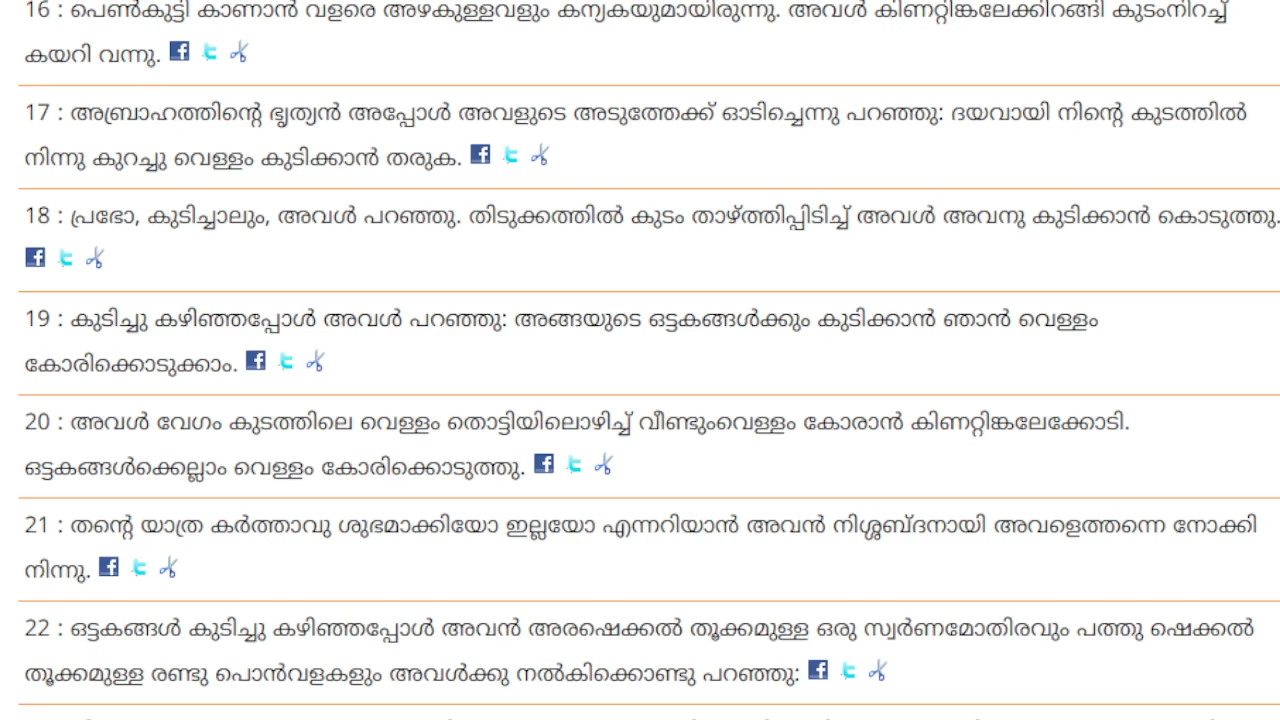 16 : പെൺകുട്ടി കാണാൻ വളരെ അഴകുള്ളവളും കന്യകയുമായിരുന്നു. അവൾ കിണറ്റിങ്കലേക്കിറങ്ങി കുടംനിറച്ച്
കയറി വന്നു.
17 : അബ്രാഹത്തിന്റെ ഭൃത്യൻ അപ്പോൾ അവളുടെ അടുത്തേക്ക് ഓടിച്ചെന്നു പറഞ്ഞു: ദയവായി നിന്റെ കുടത്തിൽ
നിന്നു കുറച്ചു വെള്ളം കുടിക്കാൻ തരുക.
18 : പ്രഭോ, കുടിച്ചാലും, അവൾ പറഞ്ഞു. തിടുക്കത്തിൽ കുടം താഴ്ത്തിപ്പിടിച്ച് അവൾ അവനു കുടിക്കാൻ കൊടുത്തു.
19 : കുടിച്ചു കഴിഞ്ഞപ്പോൾ അവൾ പറഞ്ഞു: അങ്ങയുടെ ഒട്ടകങ്ങൾക്കും കുടിക്കാൻ ഞാൻ വെള്ളം
കോരിക്കൊടുക്കാം.
20 : അവൾ വേഗം കുടത്തിലെ വെള്ളം തൊട്ടിയിലൊഴിച്ച് വീണ്ടുംവെള്ളം കോരാൻ കിണറ്റിങ്കലേക്കോടി.
ഒട്ടകങ്ങൾക്കെല്ലാം വെള്ളം കോരിക്കൊടുത്തു.
21 : തന്റെ യാത്ര കർത്താവു ശുഭമാക്കിയോ ഇല്ലയോ എന്നറിയാൻ അവൻ നിശ്ശബ്ദനായി അവളെത്തന്നെ നോക്കി
നിന്നു.
22 : ഒട്ടകങ്ങൾ കുടിച്ചു കഴിഞ്ഞപ്പോൾ അവൻ അരഷെക്കൽ തൂക്കമുള്ള ഒരു സ്വർണമോതിരവും പത്തു ഷെക്കൽ
തൂക്കമുള്ള രണ്ടു പൊൻവളകളും അവൾക്കു നൽകിക്കൊണ്ടു പറഞ്ഞു: